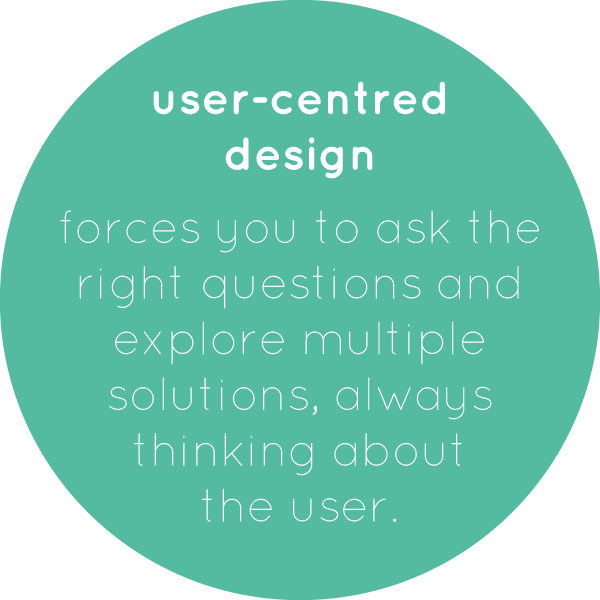 user-centred
design
forces you to ask the
right questions and
explore multiple
solutions, always
thinking about
the user.